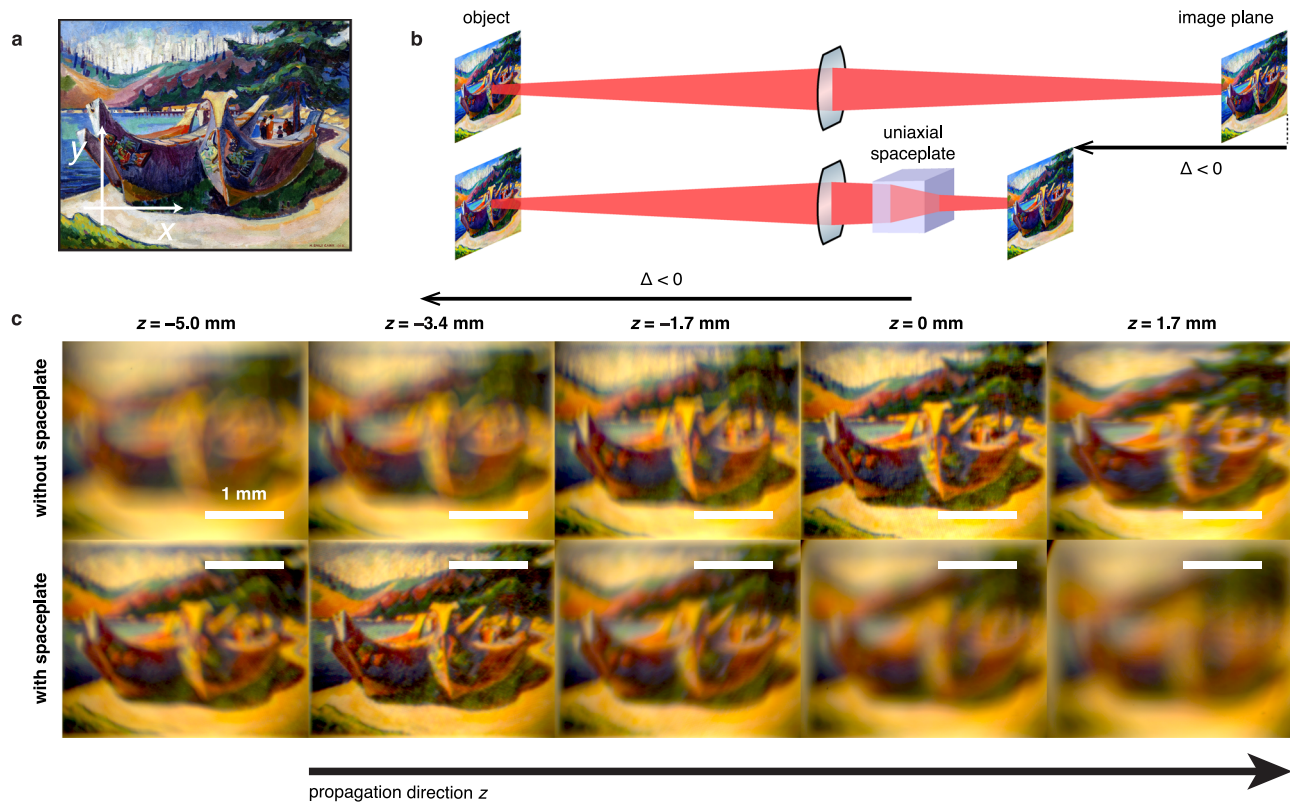 a
y
x
b
object
image plane
uniaxial
spaceplate
Δ < 0
Δ < 0
c
z = −5.0 mm
z = −3.4 mm
z = −1.7 mm
z = 0 mm
z = 1.7 mm
without spaceplate
1 mm
with spaceplate
propagation direction z